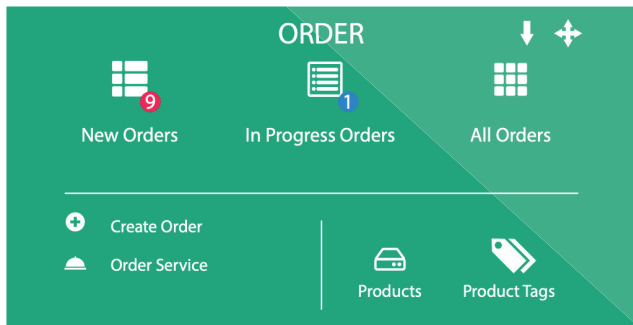 ORDER
9
1
New Orders
In Progress Orders
All Orders
Create Order
Order Service
Products
Product Tags